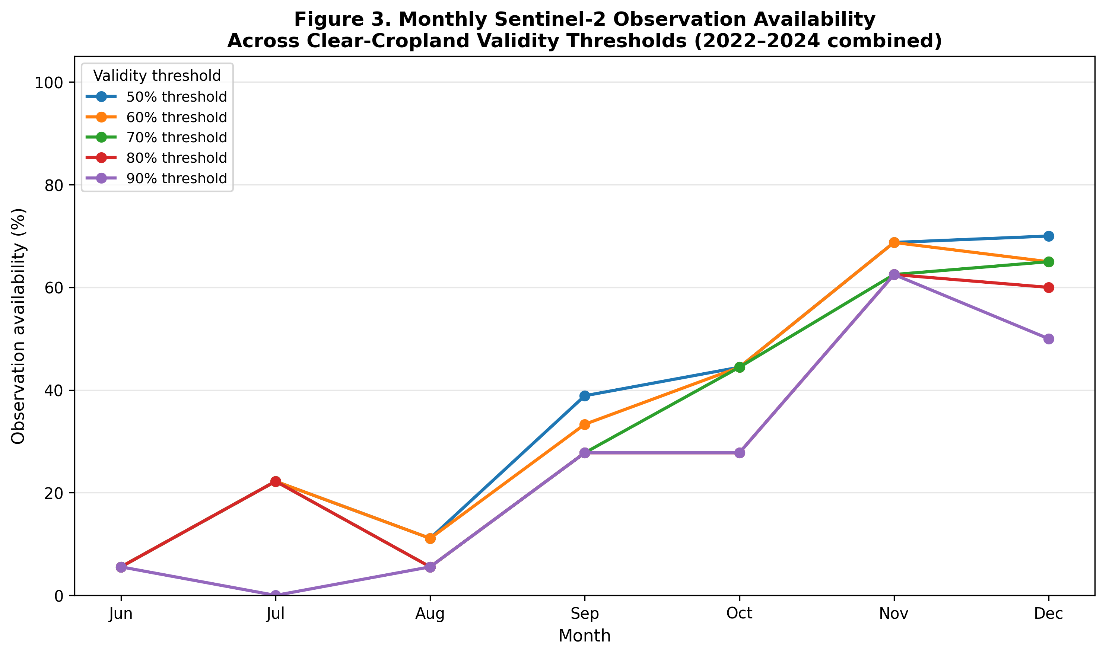 Figure 3. Monthly Sentinel-2 Observation Availability
Across Clear-Cropland Validity Thresholds (2022–2024 combined)
Validity threshold
50% threshold
60% threshold
70% threshold
80% threshold
90% threshold
Observation availability (%)
100
80
60
40
20
0
Jun Jul Aug Sep Oct Nov Dec
Month